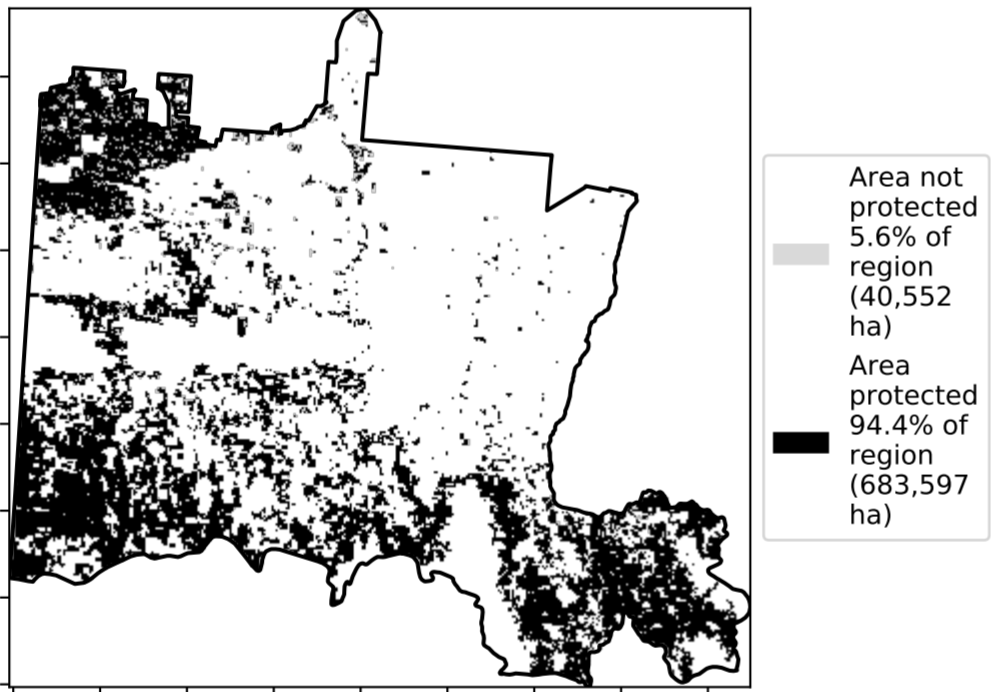 Area not
protected
5.6% of
region
(40,552
ha)
Area
protected
94.4% of
region
(683,597
ha)